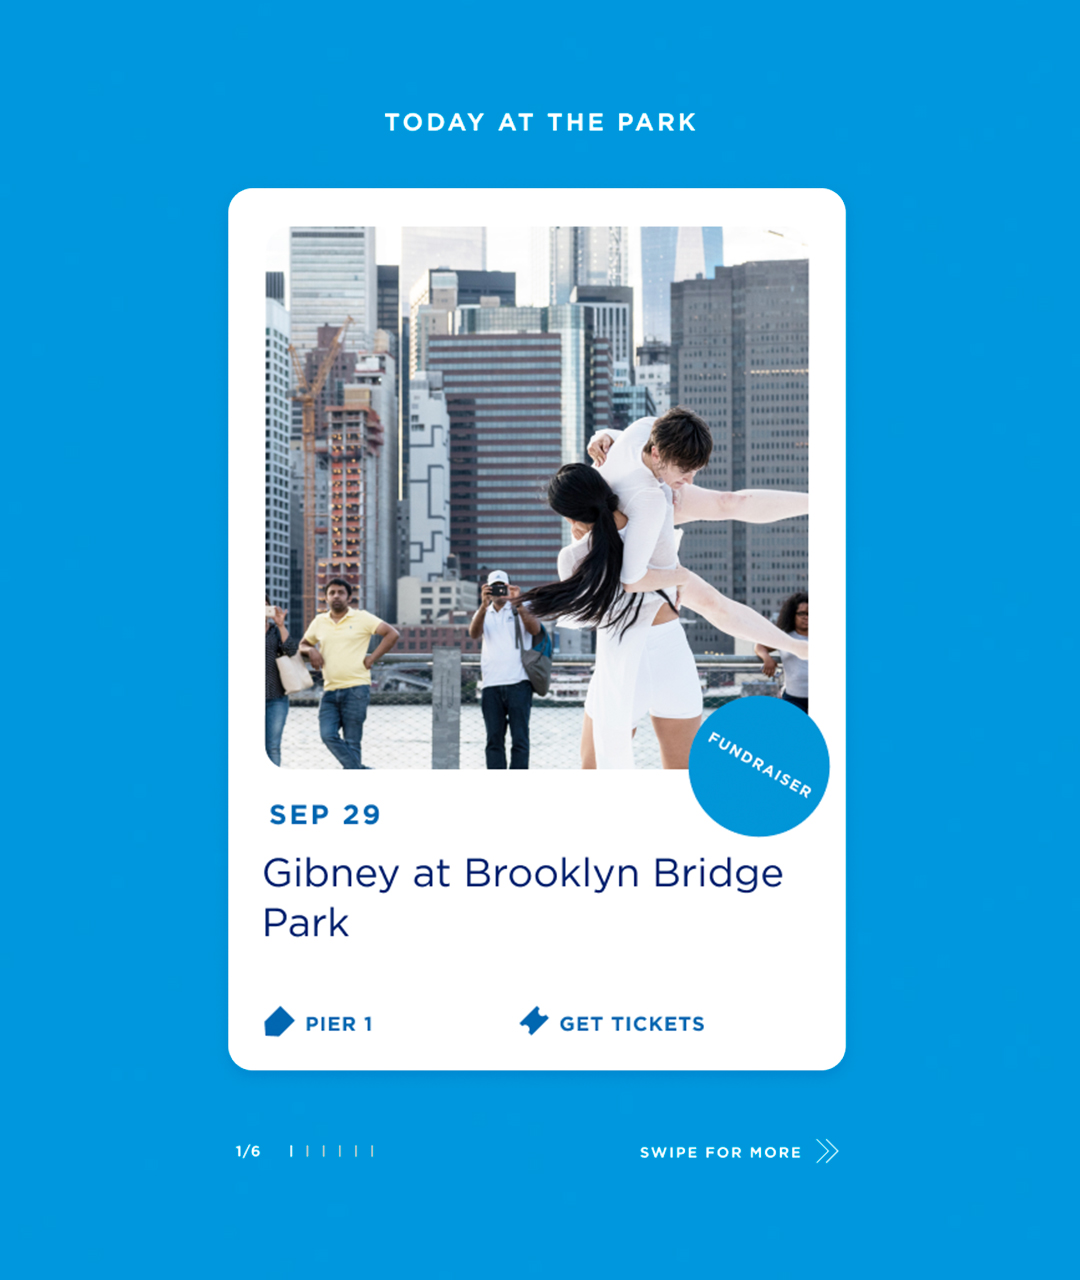 TODAY AT THE PARK
FUNDRAISER
SEP 29
Gibney at Brooklyn Bridge
Park
PIER 1
GET TICKETS
1/6
SWIPE FOR MORE